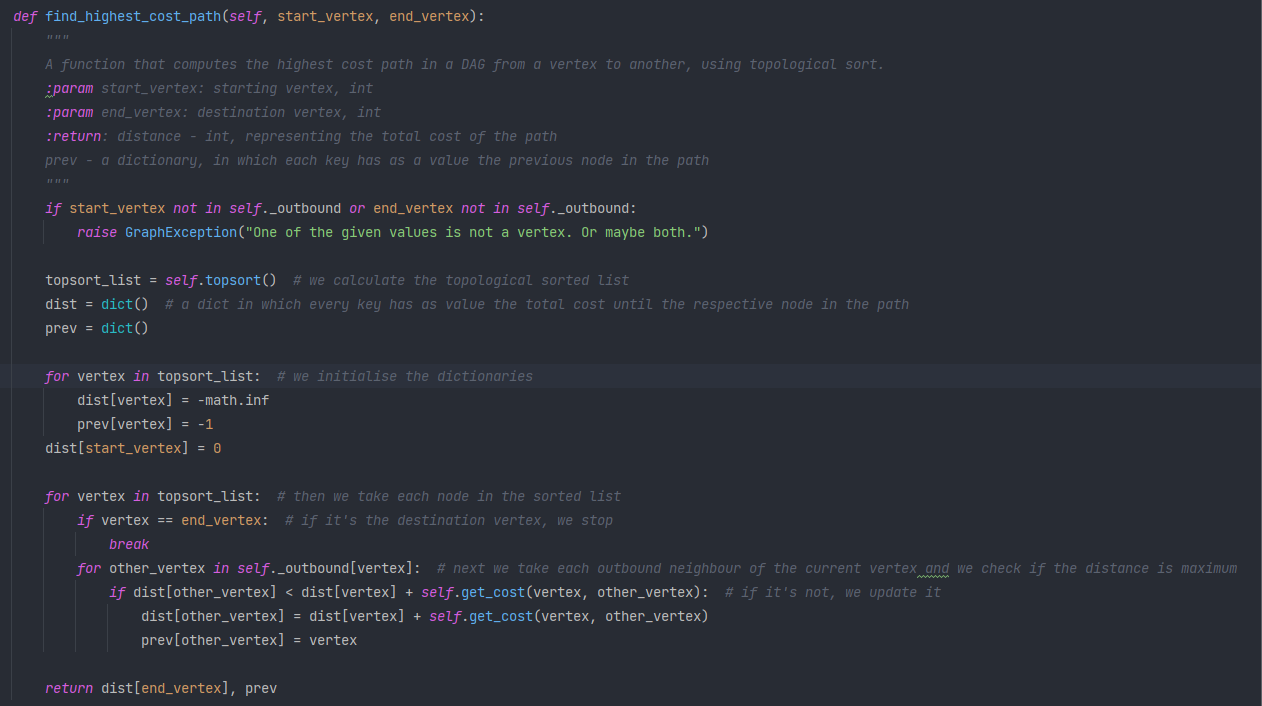 def find_highest_cost_path(self, start_vertex, end_vertex):
    """
    A function that computes the highest cost path in a DAG from a vertex to another, using topological sort.
    :param start_vertex: starting vertex, int
    :param end_vertex: destination vertex, int
    :return: distance - int, representing the total cost of the path
    prev - a dictionary, in which each key has as a value the previous node in the path
    """
    if start_vertex not in self._outbound or end_vertex not in self._outbound:
        raise GraphException("One of the given values is not a vertex. Or maybe both.")

    topsort_list = self.topsort()  # we calculate the topological sorted list
    dist = dict()  # a dict in which every key has as value the total cost until the respective node in the path
    prev = dict()

    for vertex in topsort_list:  # we initialise the dictionaries
        dist[vertex] = -math.inf
        prev[vertex] = -1
    dist[start_vertex] = 0

    for vertex in topsort_list:  # then we take each node in the sorted list
        if vertex == end_vertex:  # if it's the destination vertex, we stop
            break
        for other_vertex in self._outbound[vertex]:  # next we take each outbound neighbour of the current vertex and we check if the distance is maximum
            if dist[other_vertex] < dist[vertex] + self.get_cost(vertex, other_vertex):  # if it's not, we update it
                dist[other_vertex] = dist[vertex] + self.get_cost(vertex, other_vertex)
                prev[other_vertex] = vertex

    return dist[end_vertex], prev